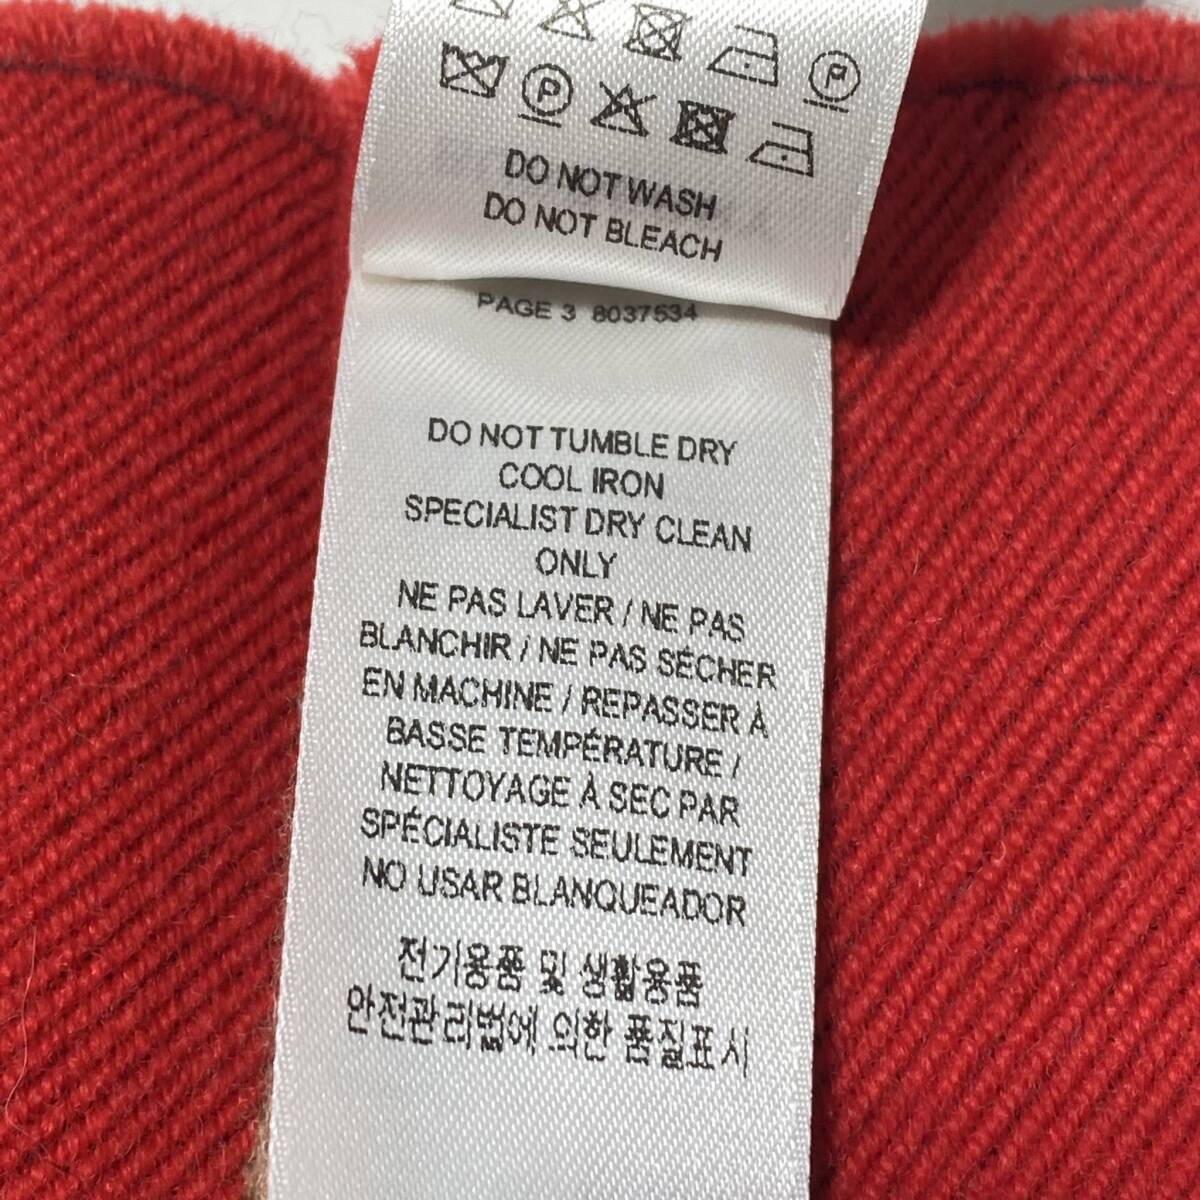 DO NOT WASH
DO NOT BLEACH
PAGE 3 8037534
DO NOT TUMBLE DRY
COOL IRON
SPECIALIST DRY CLEAN
ONLY
NE PAS LAVER / NE PAS
BLANCHIR / NE PAS SÉCHER
EN MACHINE / REPASSER À
BASSE TEMPÉRATURE /
NETTOYAGE À SEC PAR
SPÉCIALISTE SEULEMENT
NO USAR BLANQUEADOR
전기용품 및 생활용품
안전관리법에 의한 품질표시